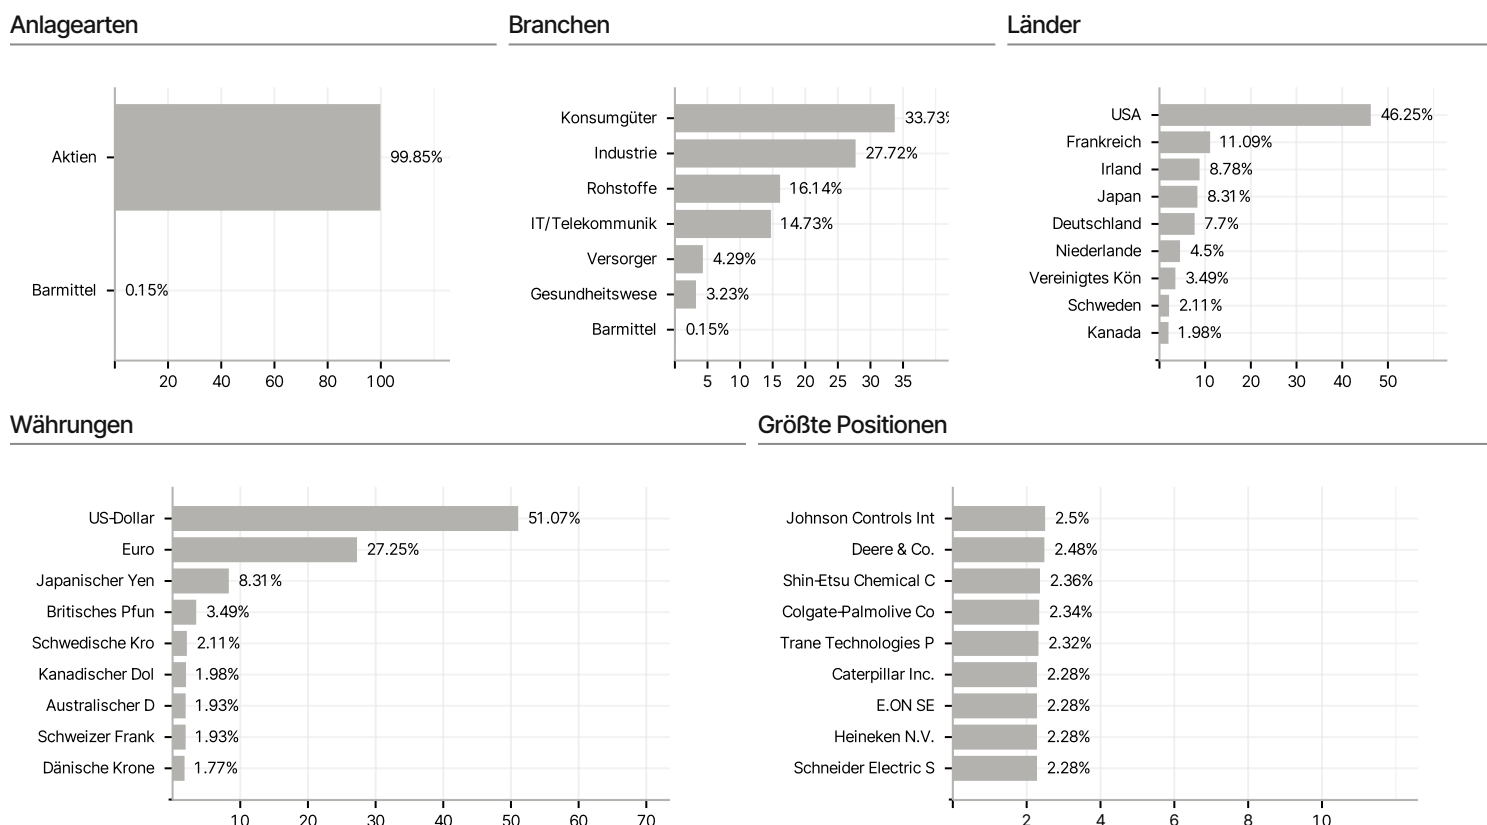 Anlagearten
Aktien 99.85%
Barmittel 0.15%
20 40 60 80 100
Branchen
Konsumgüter 33.73%
Industrie 27.72%
Rohstoffe 16.14%
IT/Telekommunik 14.73%
Versorger 4.29%
Gesundheitswese 3.23%
Barmittel 0.15%
5 10 15 20 25 30 35
Länder
USA 46.25%
Frankreich 11.09%
Irland 8.78%
Japan 8.31%
Deutschland 7.7%
Niederlande 4.5%
Vereinigtes Kön 3.49%
Schweden 2.11%
Kanada 1.98%
10 20 30 40 50
Währungen
US-Dollar 51.07%
Euro 27.25%
Japanischer Yen 8.31%
Britisches Pfun 3.49%
Schwedische Kro 2.11%
Kanadischer Dol 1.98%
Australischer D 1.93%
Schweizer Frank 1.93%
Dänische Krone 1.77%
10 20 30 40 50 60 70
Größte Positionen
Johnson Controls Int 2.5%
Deere & Co. 2.48%
Shin-Etsu Chemical C 2.36%
Colgate-Palmolive Co 2.34%
Trane Technologies P 2.32%
Caterpillar Inc. 2.28%
E.ON SE 2.28%
Heineken N.V. 2.28%
Schneider Electric S 2.28%
2 4 6 8 10